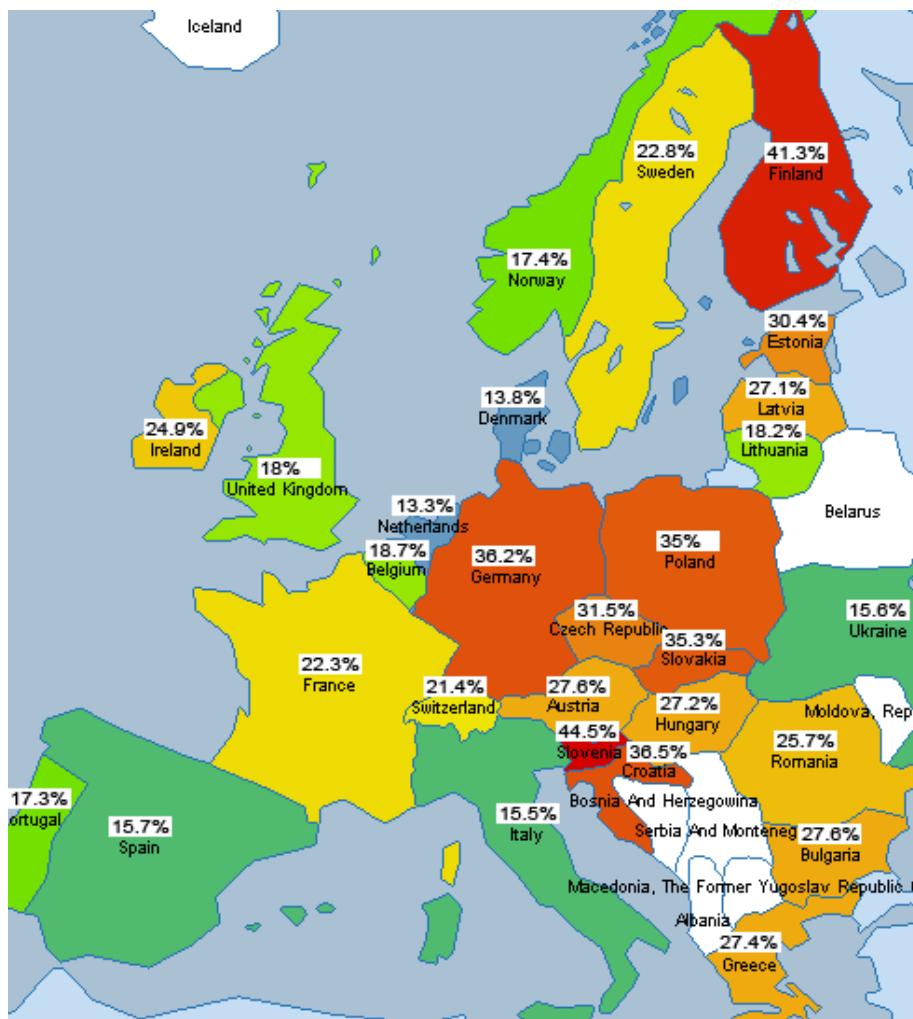 Iceland
22.8%
Sweden
41.3%
Finland
17.4%
Norway
30.4%
Estonia
13.8%
Denmark
27.1%
Latvia
24.9%
Ireland
18.2%
Lithuania
18%
United Kingdom
13.3%
Netherlands
Belarus
18.7%
Belgium
36.2%
Germany
35%
Poland
31.5%
Czech Republic
15.6%
Ukraine
35.3%
Slovakia
22.3%
France
21.4%
Switzerland
27.6%
Austria
27.2%
Hungary
Moldova, Rep
44.5%
Slovenia
36.5%
Croatia
25.7%
Romania
17.3%
ortugal
15.7%
Spain
15.5%
Italy
Bosnia And Herzegowina
Serbia And Monteneg
27.6%
Bulgaria
Macedonia, The Former Yugoslav Republic
Albania
27.4%
Greece